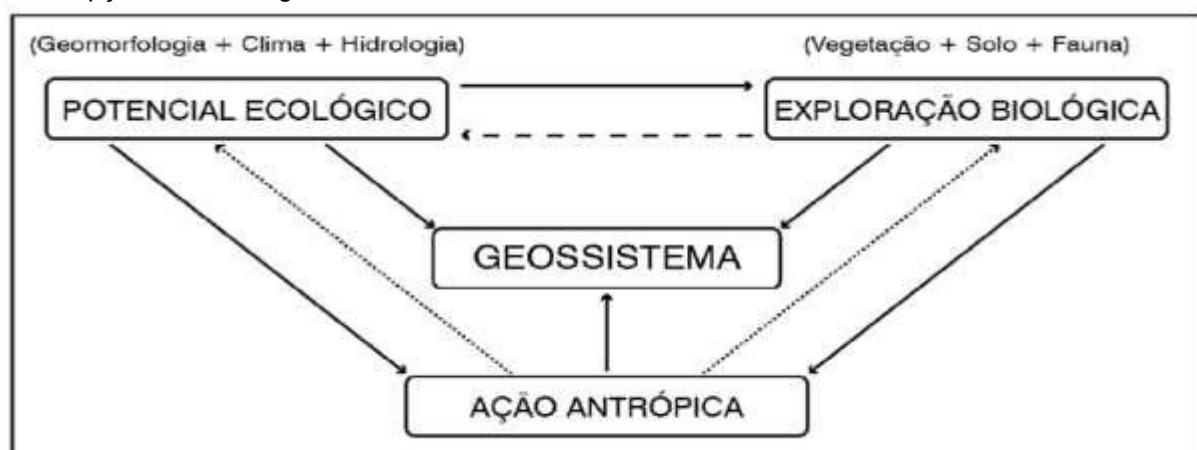 (Geomorfologia + Clima + Hidrologia)
(Vegetação + Solo + Fauna)
POTENCIAL ECOLÓGICO
EXPLORAÇÃO BIOLÓGICA
GEOSSISTEMA
AÇÃO ANTRÓPICA